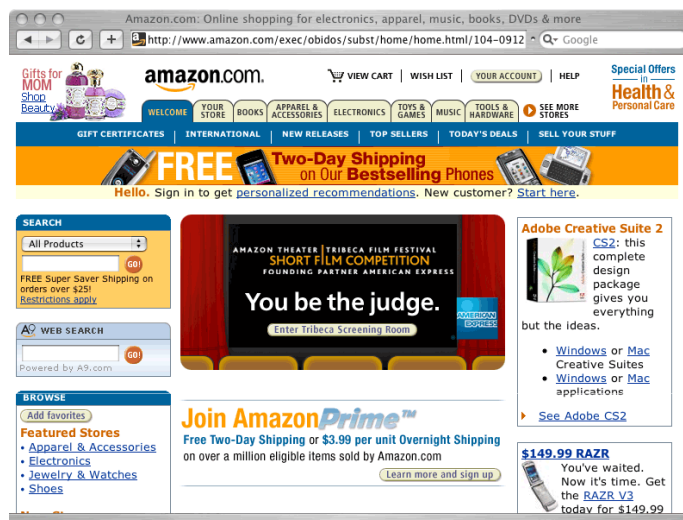 Amazon.com: Online shopping for electronics, apparel, music, books, DVDs & more
http://www.amazon.com/exec/obidos/subst/home/home.html/104-0912
Google
Gifts for
MOM
Shop
Beauty
amazon.com.
VIEW CART
WISH LIST
YOUR ACCOUNT
HELP
Special Offers
in
Health &
Personal Care
WELCOME
YOUR STORE
BOOKS
APPAREL & ACCESSORIES
ELECTRONICS
TOYS & GAMES
MUSIC
TOOLS & HARDWARE
SEE MORE STORES
GIFT CERTIFICATES
INTERNATIONAL
NEW RELEASES
TOP SELLERS
TODAY'S DEALS
SELL YOUR STUFF
FREE Two-Day Shipping
on Our Bestselling Phones
Hello. Sign in to get personalized recommendations. New customer? Start here.
SEARCH
All Products
GO!
FREE Super Saver Shipping on
orders over $25!
Restrictions apply
A9 WEB SEARCH
GO!
Powered by A9.com
BROWSE
Add favorites
Featured Stores
• Apparel & Accessories
• Electronics
• Jewelry & Watches
• Shoes
AMAZON THEATER | TRIBECA FILM FESTIVAL
SHORT FILM COMPETITION
FOUNDING PARTNER AMERICAN EXPRESS
You be the judge.
Enter Tribeca Screening Room
AMERICAN
EXPRESS
Join Amazon Prime™
Free Two-Day Shipping or $3.99 per unit Overnight Shipping
on over a million eligible items sold by Amazon.com
Learn more and sign up
Adobe Creative Suite 2
CS2: this
complete
design
package
gives you
everything
but the ideas.
• Windows or Mac
Creative Suites
• Windows or Mac
applications
See Adobe CS2
$149.99 RAZR
You've waited.
Now it's time. Get
the RAZR V3
today for $149.99